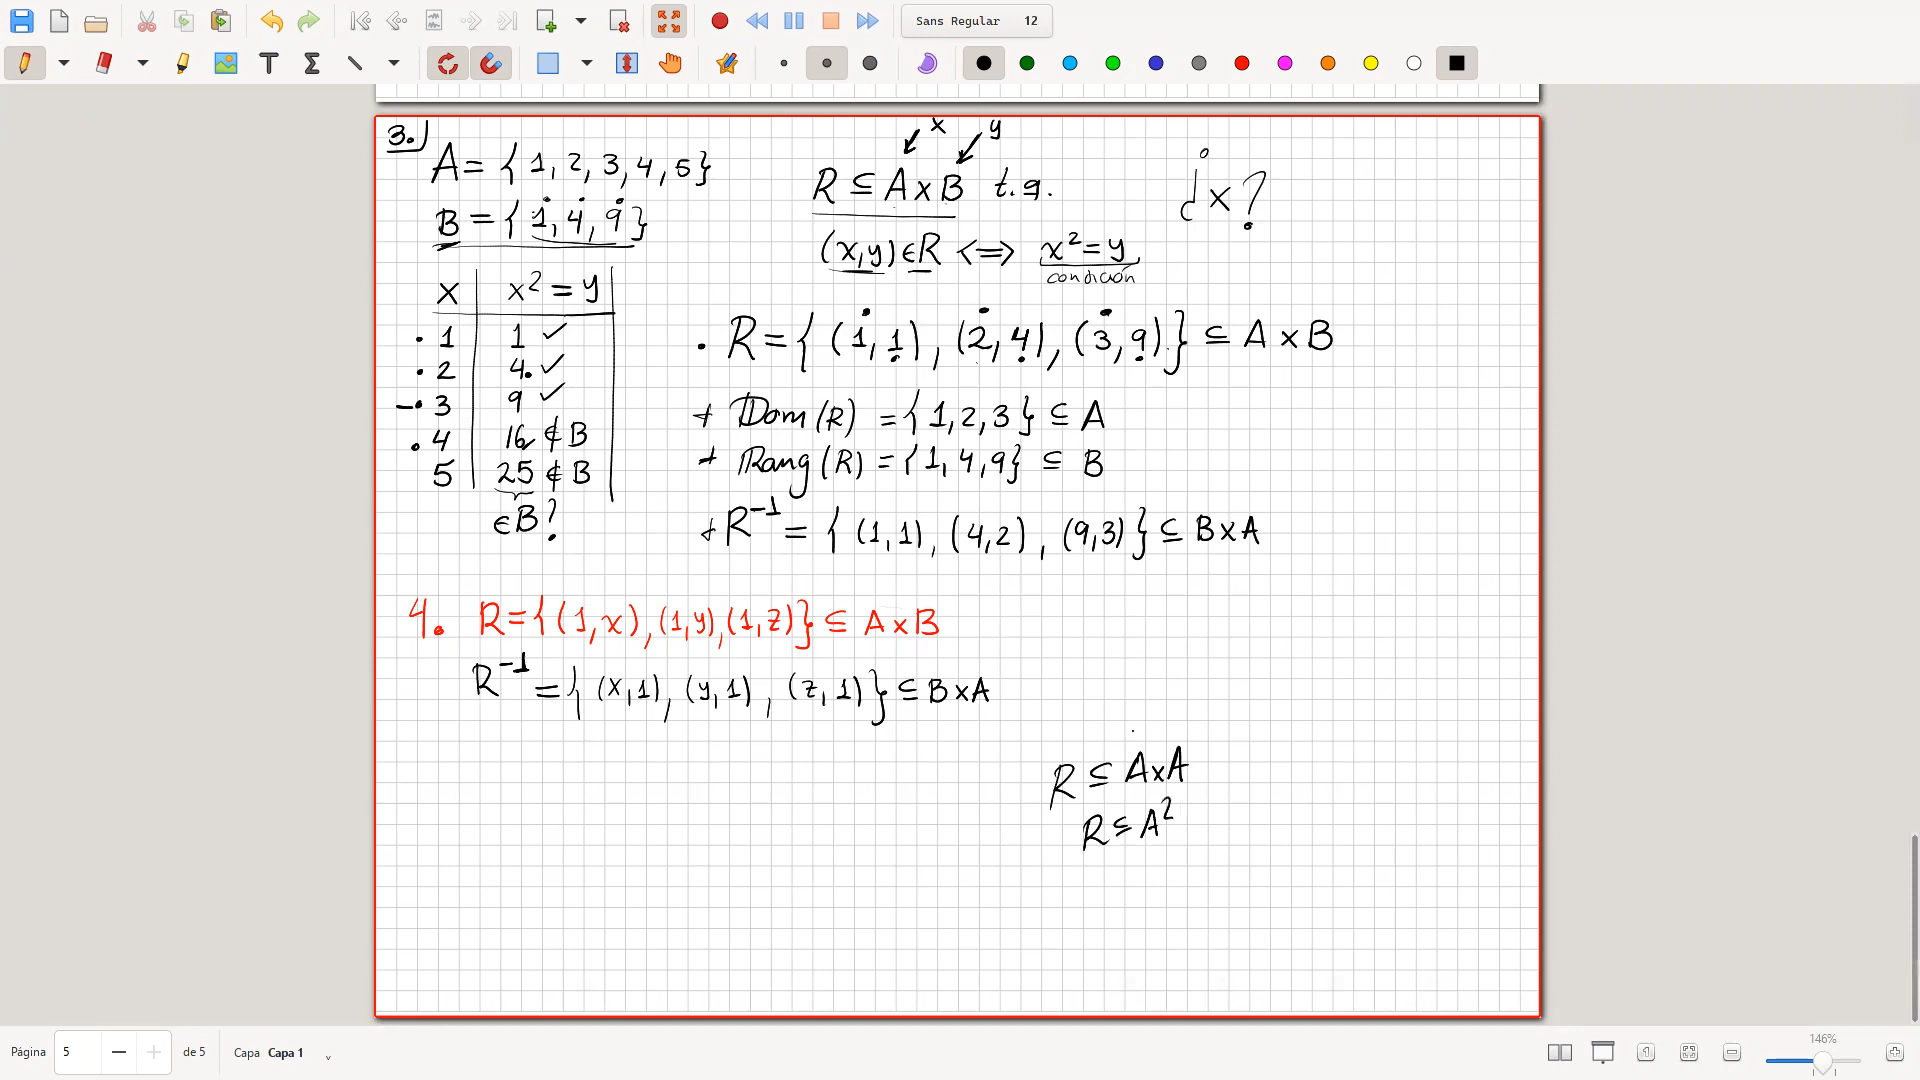 Sans Regular 12
3.)
A = { 1, 2, 3, 4, 5}
B = { 1, 4, 9 }
x | x² = y
1 | 1 ✓
2 | 4 ✓
3 | 9 ✓
4 | 16 ∉ B
5 | 25 ∉ B
∈B?
x y
R ⊆ A x B t.q.
(x,y) ∈ R <=> x² = y
condición
¿x?
. R = { (1,1), (2,4), (3,9) } ⊆ A x B
+ Dom (R) = {1,2,3} ⊆ A
+ Rang (R) = {1,4,9} ⊆ B
+ R⁻¹ = { (1,1), (4,2), (9,3) } ⊆ B x A
4. R = { (1,x), (1,y), (1,z) } ⊆ A x B
R⁻¹ = { (x,1), (y,1), (z,1) } ⊆ B x A
R ⊆ A x A
R ⊆ A²
Página 5 de 5 Capa Capa 1
146%